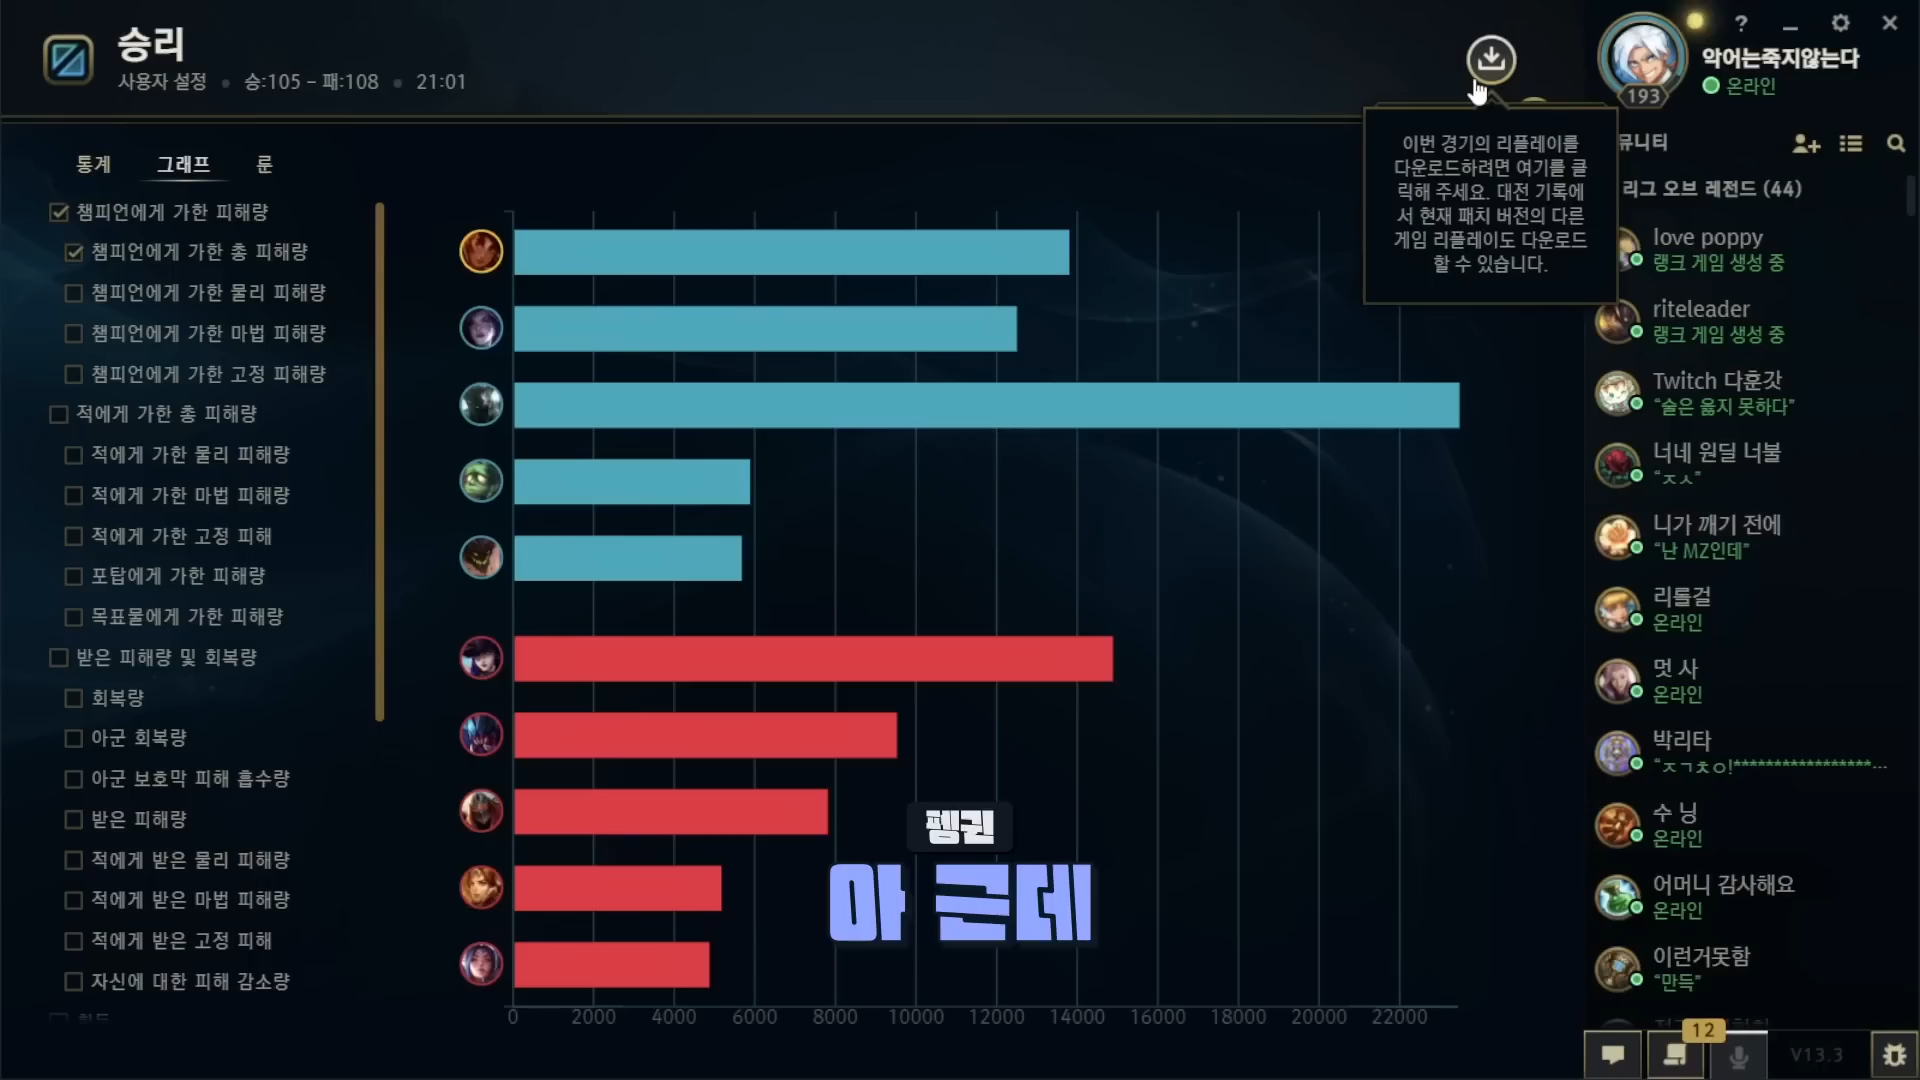 승리
사용자 설정 • 승:105 – 패:108 • 21:01
통계 그래프 룬
챔피언에게 가한 피해량
챔피언에게 가한 총 피해량
챔피언에게 가한 물리 피해량
챔피언에게 가한 마법 피해량
챔피언에게 가한 고정 피해량
적에게 가한 총 피해량
적에게 가한 물리 피해량
적에게 가한 마법 피해량
적에게 가한 고정 피해
포탑에게 가한 피해량
목표물에게 가한 피해량
받은 피해량 및 회복량
회복량
아군 회복량
아군 보호막 피해 흡수량
받은 피해량
적에게 받은 물리 피해량
적에게 받은 마법 피해량
적에게 받은 고정 피해
자신에 대한 피해 감소량
0 2000 4000 6000 8000 10000 12000 14000 16000 18000 20000 22000
펭귄
아 근데
이번 경기의 리플레이를
다운로드하려면 여기를 클
릭해 주세요. 대전 기록에
서 현재 패치 버전의 다른
게임 리플레이도 다운로드
할 수 있습니다.
?
악어는죽지않는다
193
온라인
뮤니티
리그 오브 레전드 (44)
love poppy
랭크 게임 생성 중
riteleader
랭크 게임 생성 중
Twitch 다훈갓
“술은 옳지 못하다”
너네 원딜 너불
“ㅈㅅ”
니가 깨기 전에
“난 MZ인데”
리틀걸
온라인
멋 사
온라인
박리타
“ㅈㄱㅊㅇ!*****************...
수 닝
온라인
어머니 감사해요
온라인
이런거못함
“만득”
12
V13.3